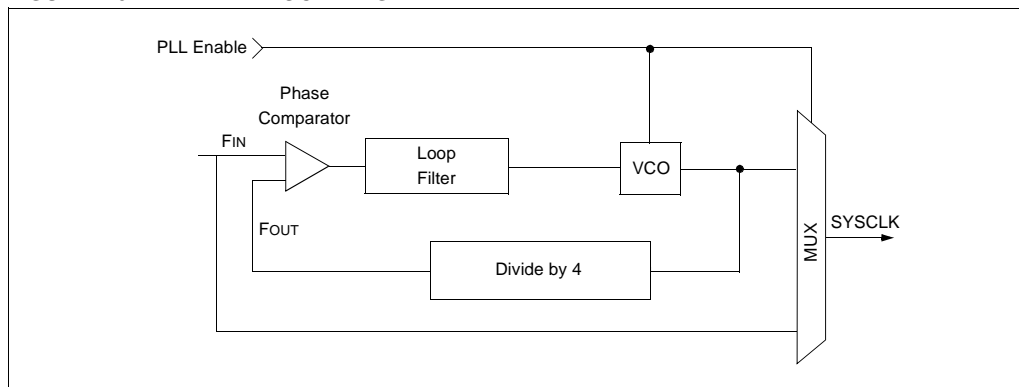 PLL Enable
Phase
Comparator
FIN
Loop
Filter
VCO
FOUT
Divide by 4
MUX
SYSCLK